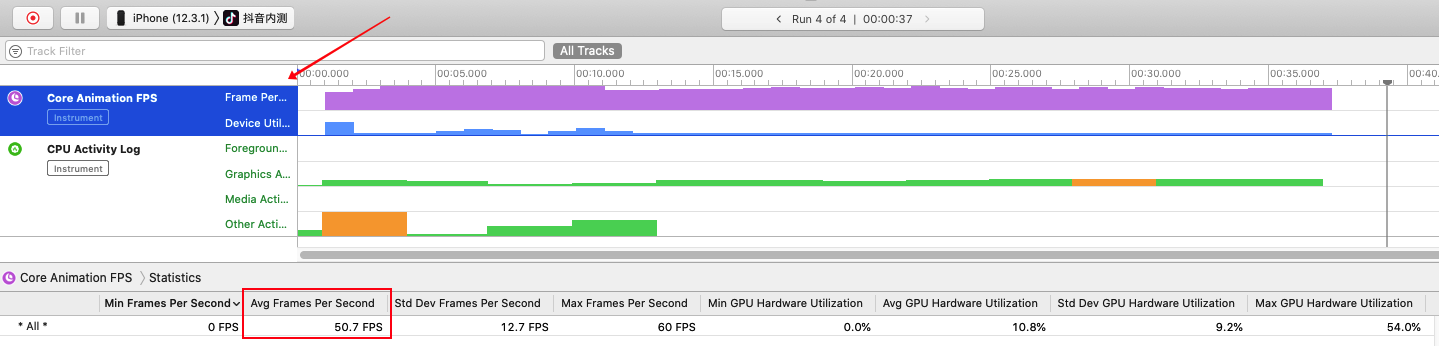 iPhone (12.3.1) 〉 抖音内测
< Run 4 of 4 | 00:00:37 >
Track Filter
All Tracks
00:00.000 00:05.000 00:10.000 00:15.000 00:20.000 00:25.000 00:30.000 00:35.000 00:40.
Core Animation FPS Frame Per...
Instrument
Device Util...
CPU Activity Log Foregroun...
Instrument
Graphics A...
Media Acti...
Other Acti...
Core Animation FPS 〉 Statistics
Min Frames Per Second Avg Frames Per Second Std Dev Frames Per Second Max Frames Per Second Min GPU Hardware Utilization Avg GPU Hardware Utilization Std Dev GPU Hardware Utilization Max GPU Hardware Utilization
* All * 0 FPS 50.7 FPS 12.7 FPS 60 FPS 0.0% 10.8% 9.2% 54.0%